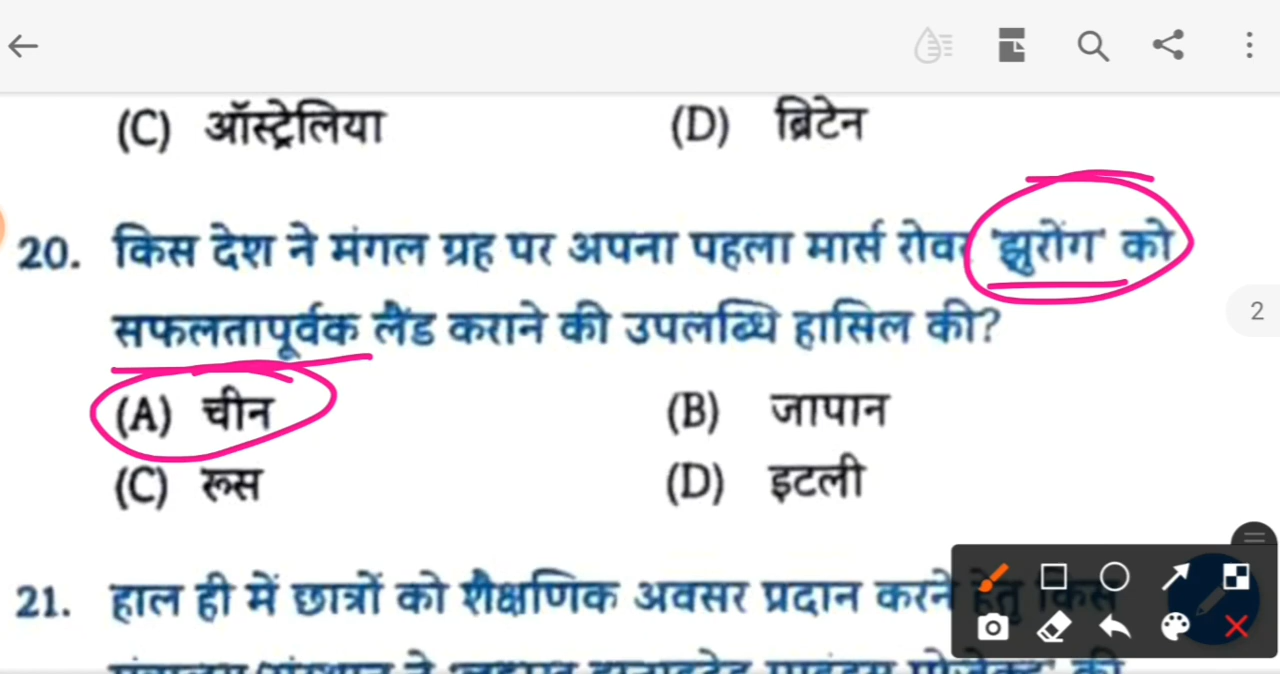 (C) ऑस्ट्रेलिया (D) ब्रिटेन
20. किस देश ने मंगल ग्रह पर अपना पहला मार्स रोवर 'झुरोंग' को
सफलतापूर्वक लैंड कराने की उपलब्धि हासिल की?
(A) चीन (B) जापान
(C) रूस (D) इटली
2
21. हाल ही में छात्रों को शैक्षणिक अवसर प्रदान करने हेतु किस